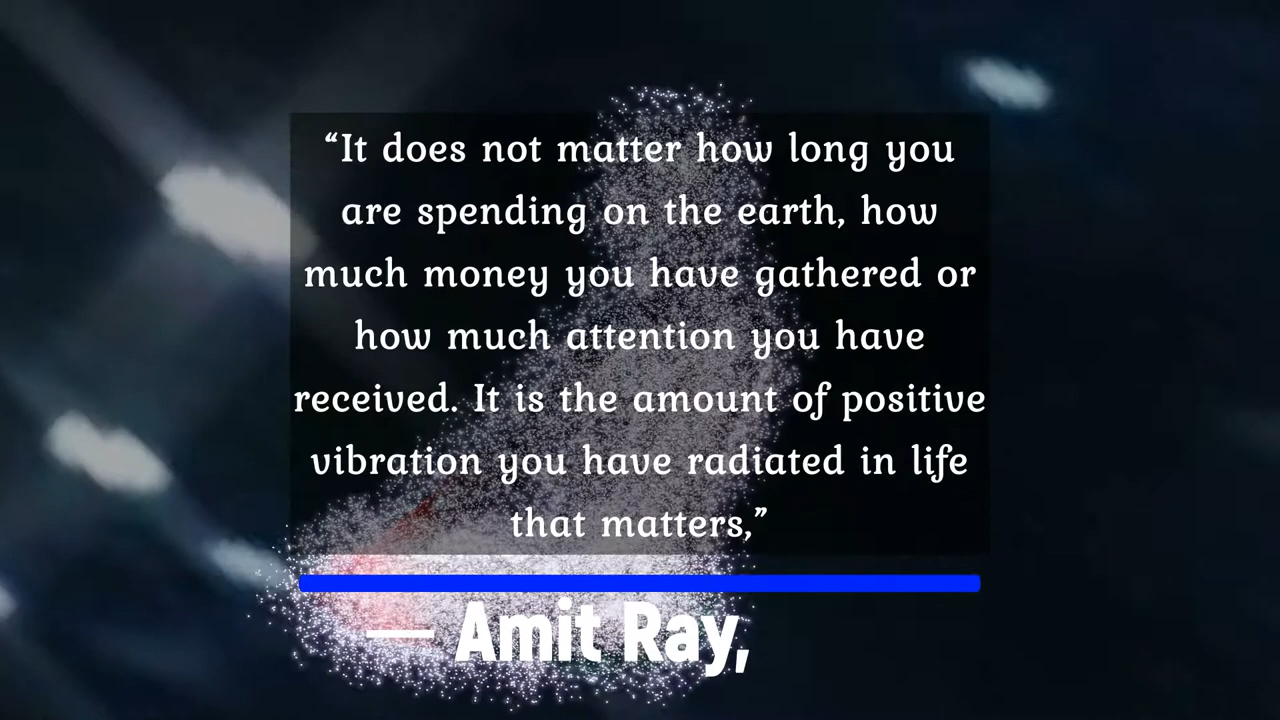 “It does not matter how long you
are spending on the earth, how
much money you have gathered or
how much attention you have
received. It is the amount of positive
vibration you have radiated in life
that matters,”
— Amit Ray,